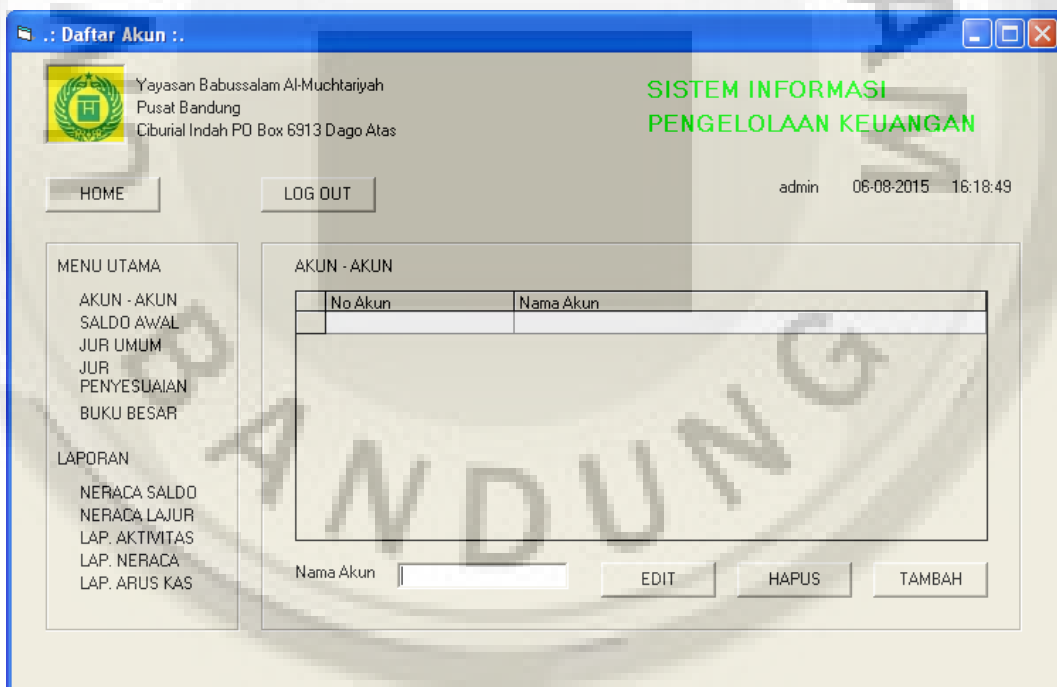 .: Daftar Akun :.
Yayasan Babussalam Al-Muchtariyah
Pusat Bandung
Ciburial Indah PO Box 6913 Dago Atas
SISTEM INFORMASI
PENGELOLAAN KEUANGAN
HOME
LOG OUT
admin 06-08-2015 16:18:49
MENU UTAMA
AKUN - AKUN
SALDO AWAL
JUR UMUM
JUR
PENYESUAIAN
BUKU BESAR
LAPORAN
NERACA SALDO
NERACA LAJUR
LAP. AKTIVITAS
LAP. NERACA
LAP. ARUS KAS
AKUN - AKUN
No Akun Nama Akun
Nama Akun
EDIT
HAPUS
TAMBAH
BANDUNG